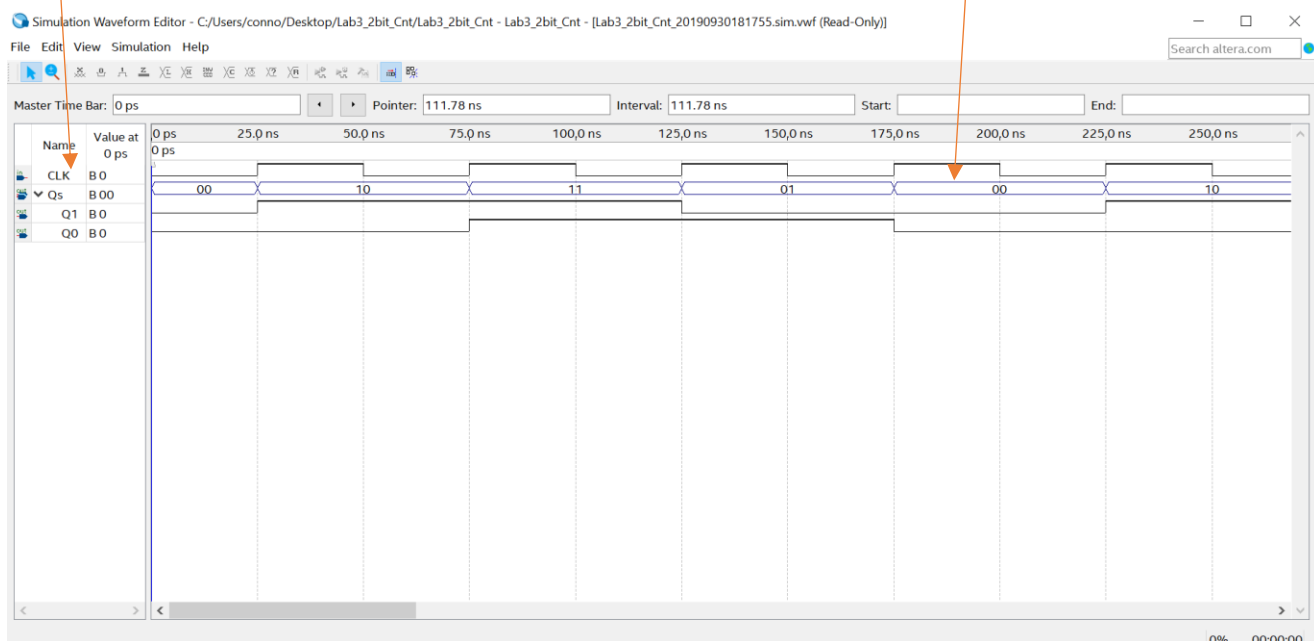 Simulation Waveform Editor - C:/Users/conno/Desktop/Lab3_2bit_Cnt/Lab3_2bit_Cnt - Lab3_2bit_Cnt - [Lab3_2bit_Cnt_20190930181755.sim.vwf (Read-Only)]
File Edit View Simulation Help
Search altera.com
Master Time Bar: 0 ps Pointer: 111.78 ns Interval: 111.78 ns Start: End:
Name Value at 0 ps
0 ps 25.0 ns 50.0 ns 75.0 ns 100.0 ns 125.0 ns 150.0 ns 175.0 ns 200.0 ns 225.0 ns 250.0 ns
0 ps
CLK B 0
Qs B 00 00 10 11 01 00 10
Q1 B 0
Q0 B 0
0% 00:00:00